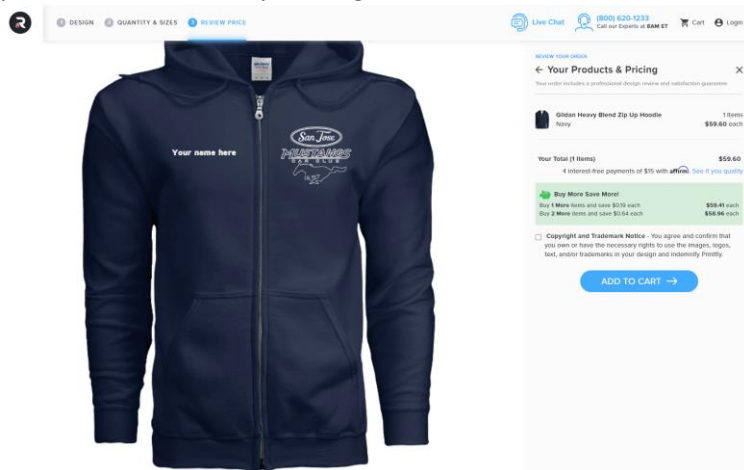 1 DESIGN
2 QUANTITY & SIZES
3 REVIEW PRICE
Live Chat
(800) 620-1233
Call our Experts at 8AM ET
Cart
Login
REVIEW YOUR ORDER
← Your Products & Pricing
Your order includes a professional design review and satisfaction guarantee
Gildan Heavy Blend Zip Up Hoodie
1 Items
Navy
$59.60 each
Your Total (1 Items)
$59.60
4 interest-free payments of $15 with affirm. See if you qualify
Buy More Save More!
Buy 1 More items and save $0.19 each
$59.41 each
Buy 2 More items and save $0.64 each
$58.96 each
Copyright and Trademark Notice - You agree and confirm that
you own or have the necessary rights to use the images, logos,
text, and/or trademarks in your design and indemnify Printfly.
ADD TO CART →
Your name here
San Jose
MUSTANGS
CAR CLUB